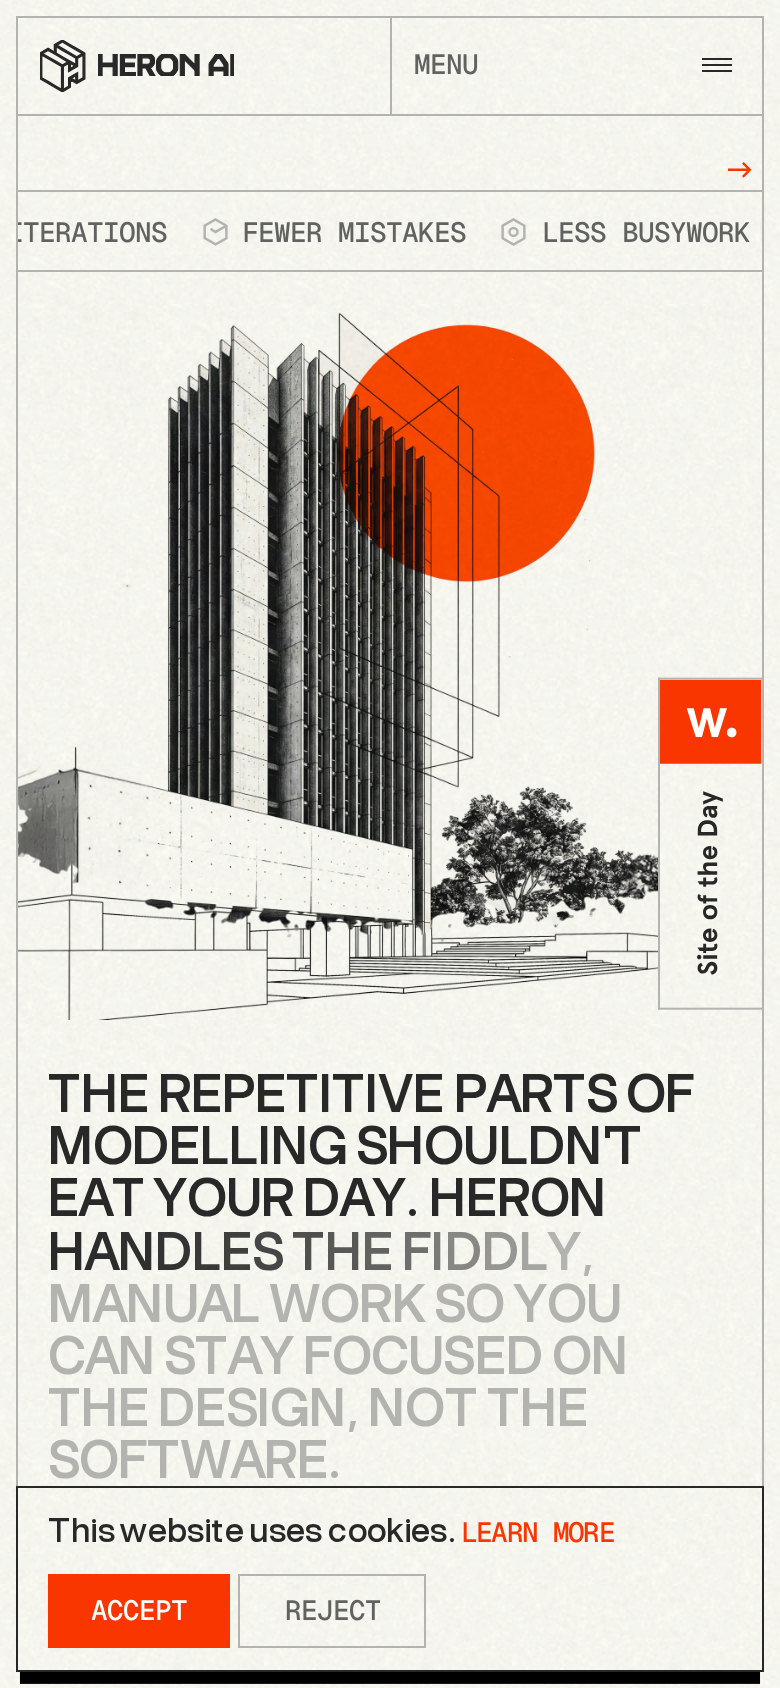 HERON AI
MENU
ITERATIONS FEWER MISTAKES LESS BUSYWORK
W.
Site of the Day
THE REPETITIVE PARTS OF
MODELLING SHOULDN'T
EAT YOUR DAY. HERON
HANDLES THE FIDDLY,
MANUAL WORK SO YOU
CAN STAY FOCUSED ON
THE DESIGN, NOT THE
SOFTWARE.
This website uses cookies. LEARN MORE
ACCEPT REJECT